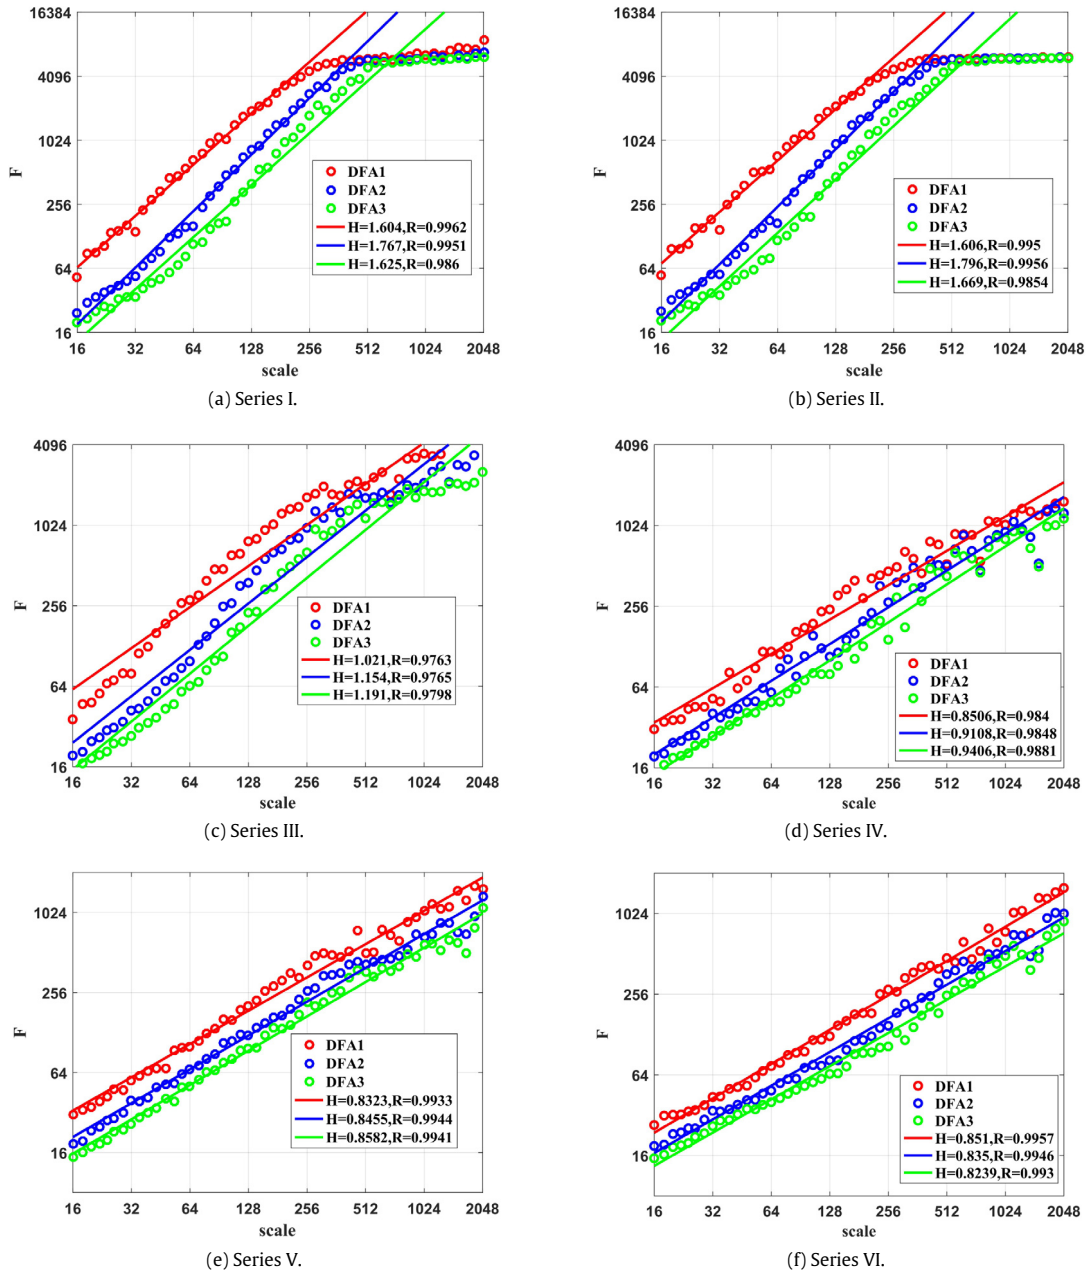 16384
4096
1024
256
64
16
F
DFA1
DFA2
DFA3
H=1.604,R=0.9962
H=1.767,R=0.9951
H=1.625,R=0.986
16 32 64 128 256 512 1024 2048
scale
(a) Series I.
16384
4096
1024
256
64
16
F
DFA1
DFA2
DFA3
H=1.606,R=0.995
H=1.796,R=0.9956
H=1.669,R=0.9854
16 32 64 128 256 512 1024 2048
scale
(b) Series II.
4096
1024
256
64
16
F
DFA1
DFA2
DFA3
H=1.021,R=0.9763
H=1.154,R=0.9765
H=1.191,R=0.9798
16 32 64 128 256 512 1024 2048
scale
(c) Series III.
4096
1024
256
64
16
F
DFA1
DFA2
DFA3
H=0.8506,R=0.984
H=0.9108,R=0.9848
H=0.9406,R=0.9881
16 32 64 128 256 512 1024 2048
scale
(d) Series IV.
1024
256
64
16
F
DFA1
DFA2
DFA3
H=0.8323,R=0.9933
H=0.8455,R=0.9944
H=0.8582,R=0.9941
16 32 64 128 256 512 1024 2048
scale
(e) Series V.
1024
256
64
16
F
DFA1
DFA2
DFA3
H=0.851,R=0.9957
H=0.835,R=0.9946
H=0.8239,R=0.993
16 32 64 128 256 512 1024 2048
scale
(f) Series VI.